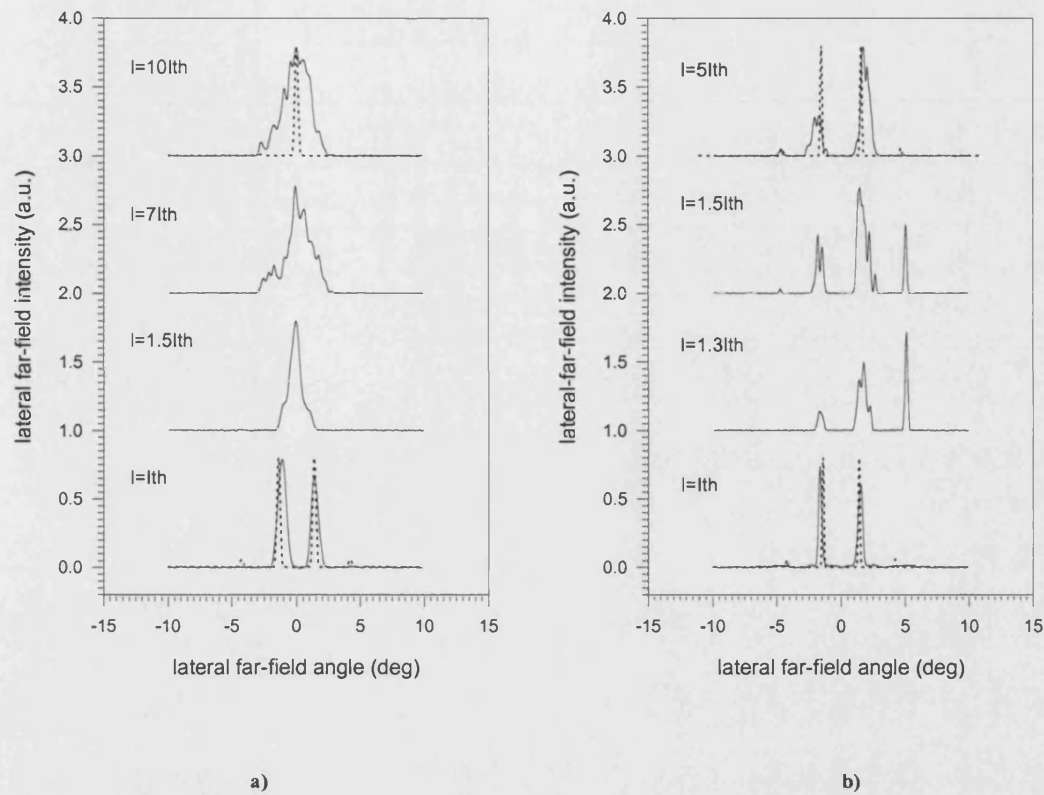 4.0
3.5
3.0
2.5
2.0
1.5
1.0
0.5
0.0
I=10Ith
I=7Ith
I=1.5Ith
I=Ith
lateral far-field intensity (a.u.)
-15 -10 -5 0 5 10 15
lateral far-field angle (deg)
a)
4.0
3.5
3.0
2.5
2.0
1.5
1.0
0.5
0.0
I=5Ith
I=1.5Ith
I=1.3Ith
I=Ith
lateral-far-field intensity (a.u.)
-15 -10 -5 0 5 10 15
lateral far-field angle (deg)
b)